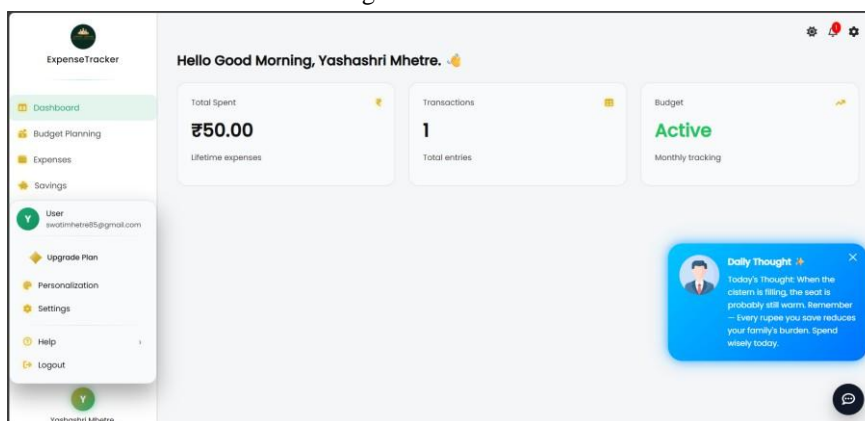 ExpenseTracker
Dashboard
Budget Planning
Expenses
Savings
Y
User
swatimhetre85@gmail.com
Upgrade Plan
Personalization
Settings
Help
Logout
Y
Yashashri Mhetre
1
Hello Good Morning, Yashashri Mhetre. 👋
Total Spent
₹
₹50.00
Lifetime expenses
Transactions
1
Total entries
Budget
Active
Monthly tracking
Daily Thought ✨
Today's Thought: When the
cistern is filling, the seat is
probably still warm. Remember
— Every rupee you save reduces
your family's burden. Spend
wisely today.